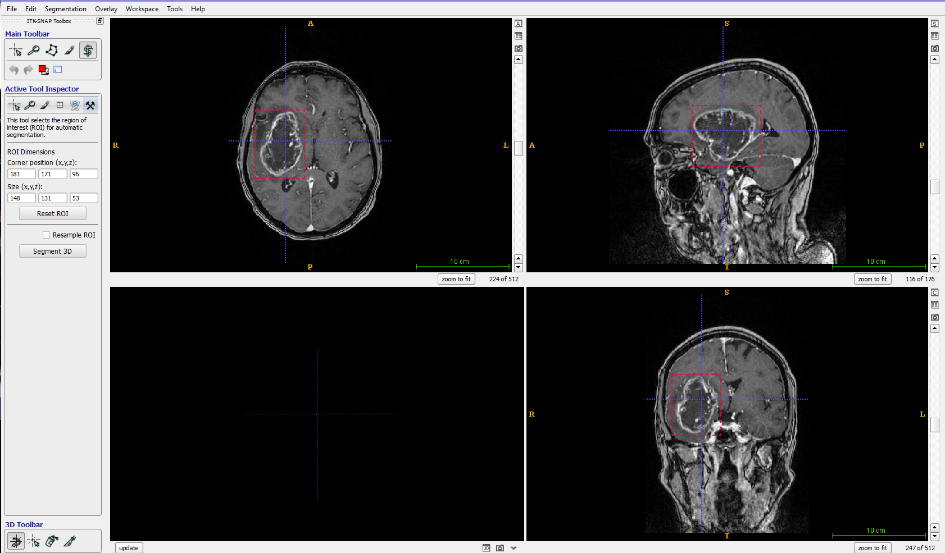 File Edit Segmentation Overlay Workspace Tools Help
ITK-SNAP Toolbox
Main Toolbar
Active Tool Inspector
This tool selects the region of
interest (ROI) for automatic
segmentation.
ROI Dimensions
Corner position (x,y,z):
181 171 96
Size (x,y,z):
148 131 53
Reset ROI
Resample ROI
Segment 3D
3D Toolbar
A
R
L
P
10 cm
zoom to fit 224 of 512
A
S
A
P
I
10 cm
zoom to fit 116 of 176
S
update
3D
S
R
L
I
10 cm
zoom to fit 247 of 512
C